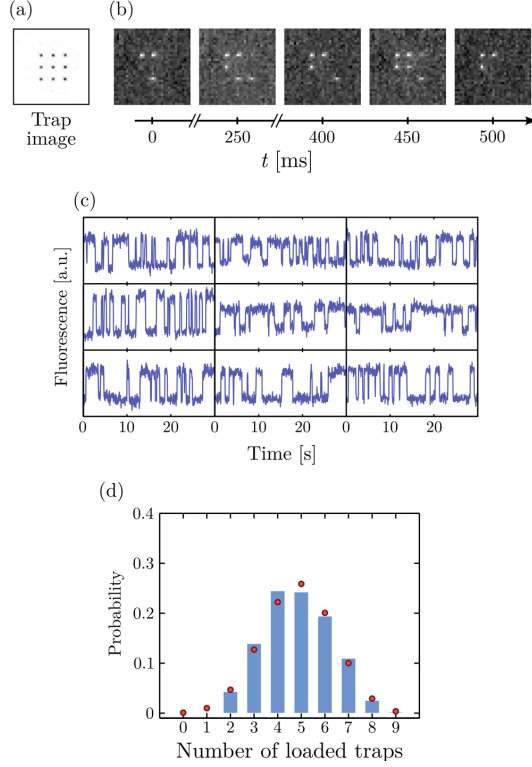 (a)
(b)
Trap
image
0
250
400
450
500
t [ms]
(c)
Fluorescence [a.u.]
0 10 20 0 10 20 0 10 20
Time [s]
(d)
0.4
0.3
0.2
0.1
0
Probability
0 1 2 3 4 5 6 7 8 9
Number of loaded traps